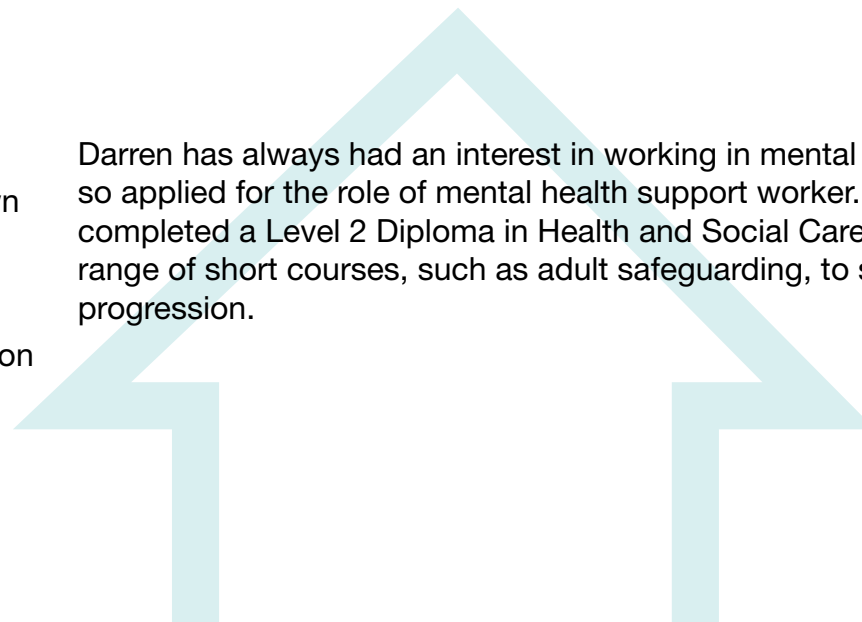 Darren has always had an interest in working in mental
so applied for the role of mental health support worker.
completed a Level 2 Diploma in Health and Social Care
range of short courses, such as adult safeguarding, to s
progression.
n
on